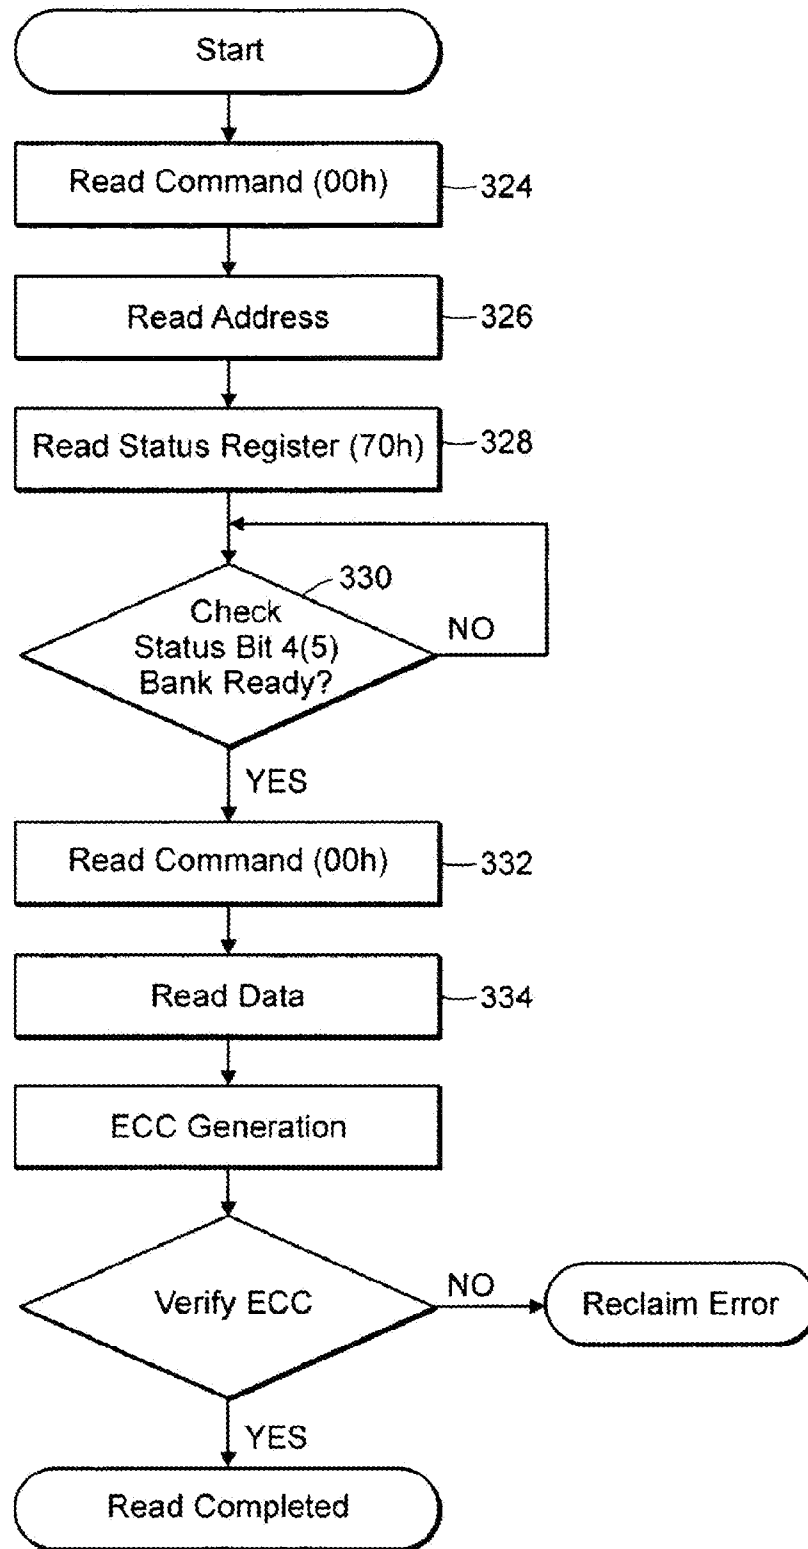 Start
Read Command (00h)
324
Read Address
326
Read Status Register (70h)
328
330
Check
Status Bit 4(5)
Bank Ready?
NO
YES
Read Command (00h)
332
Read Data
334
ECC Generation
Verify ECC
NO
Reclaim Error
YES
Read Completed